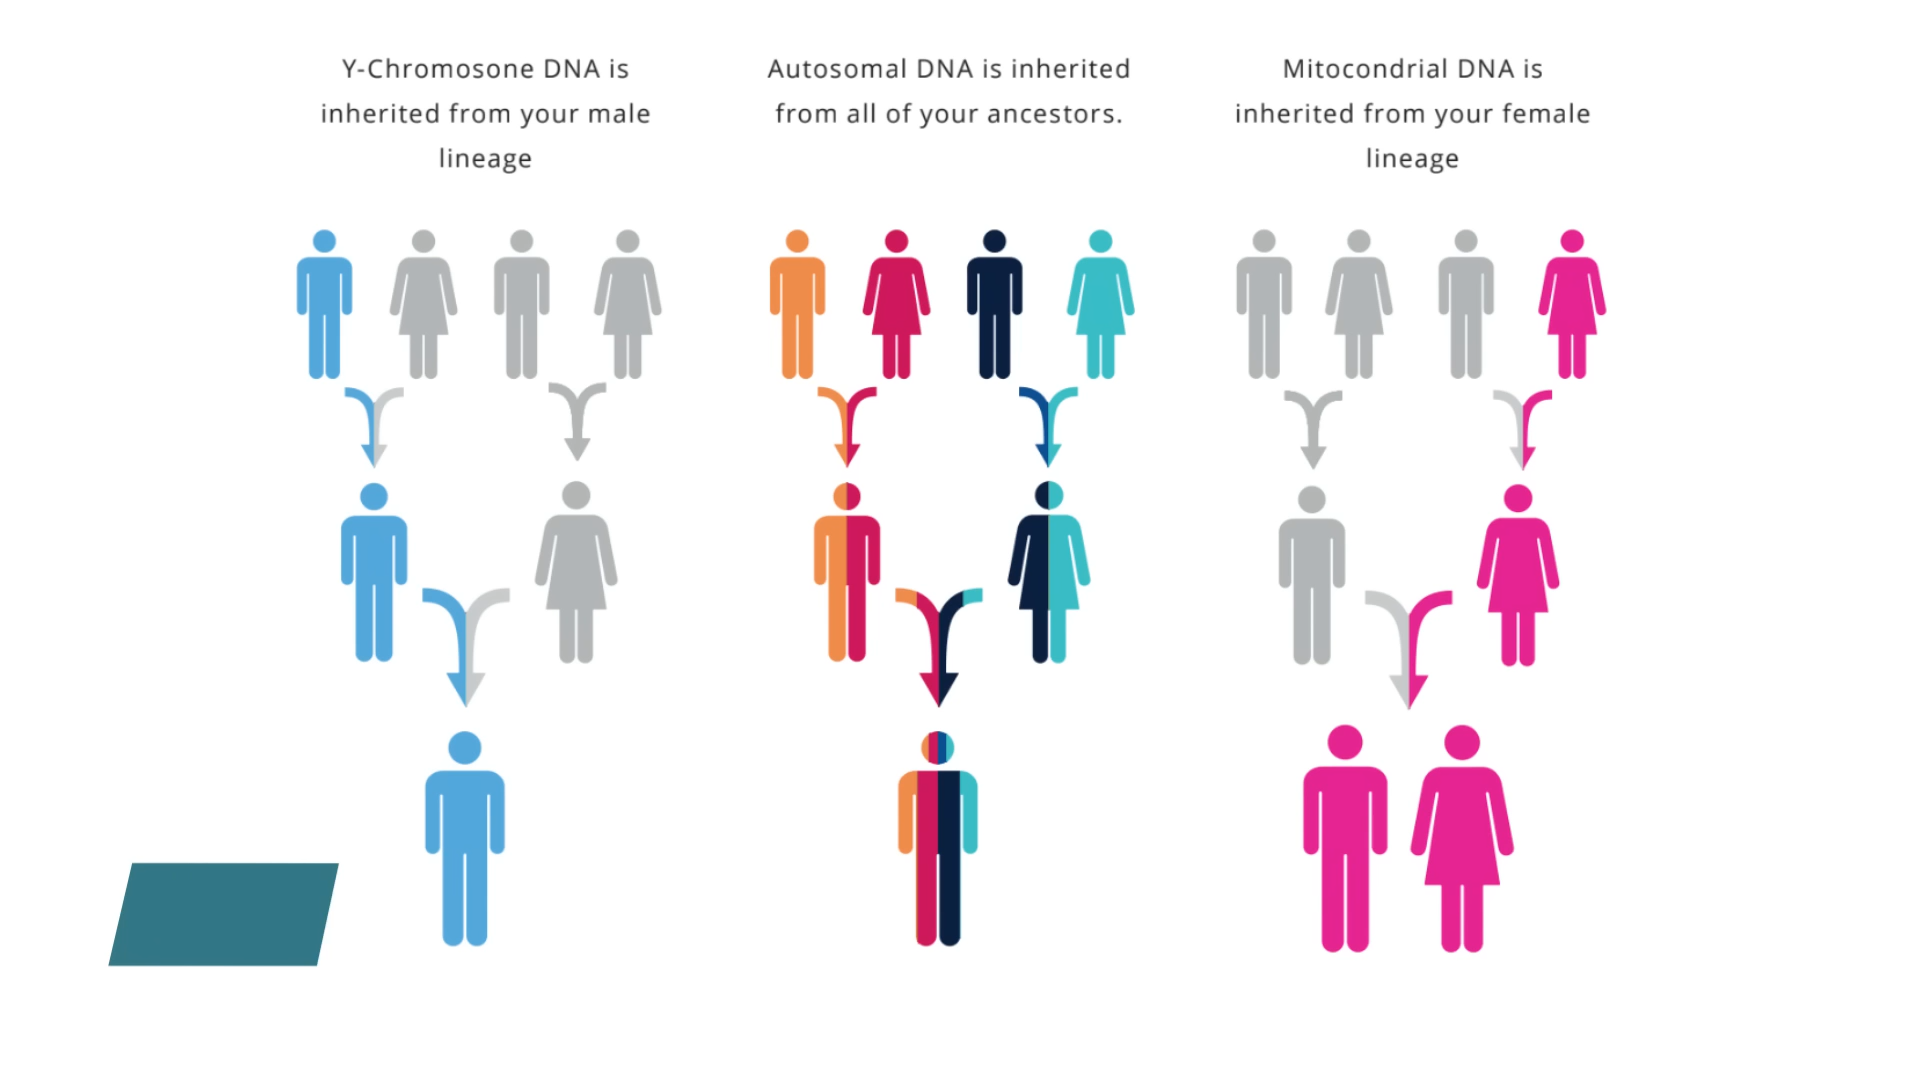 Y-Chromosone DNA is
inherited from your male
lineage
Autosomal DNA is inherited
from all of your ancestors.
Mitocondrial DNA is
inherited from your female
lineage